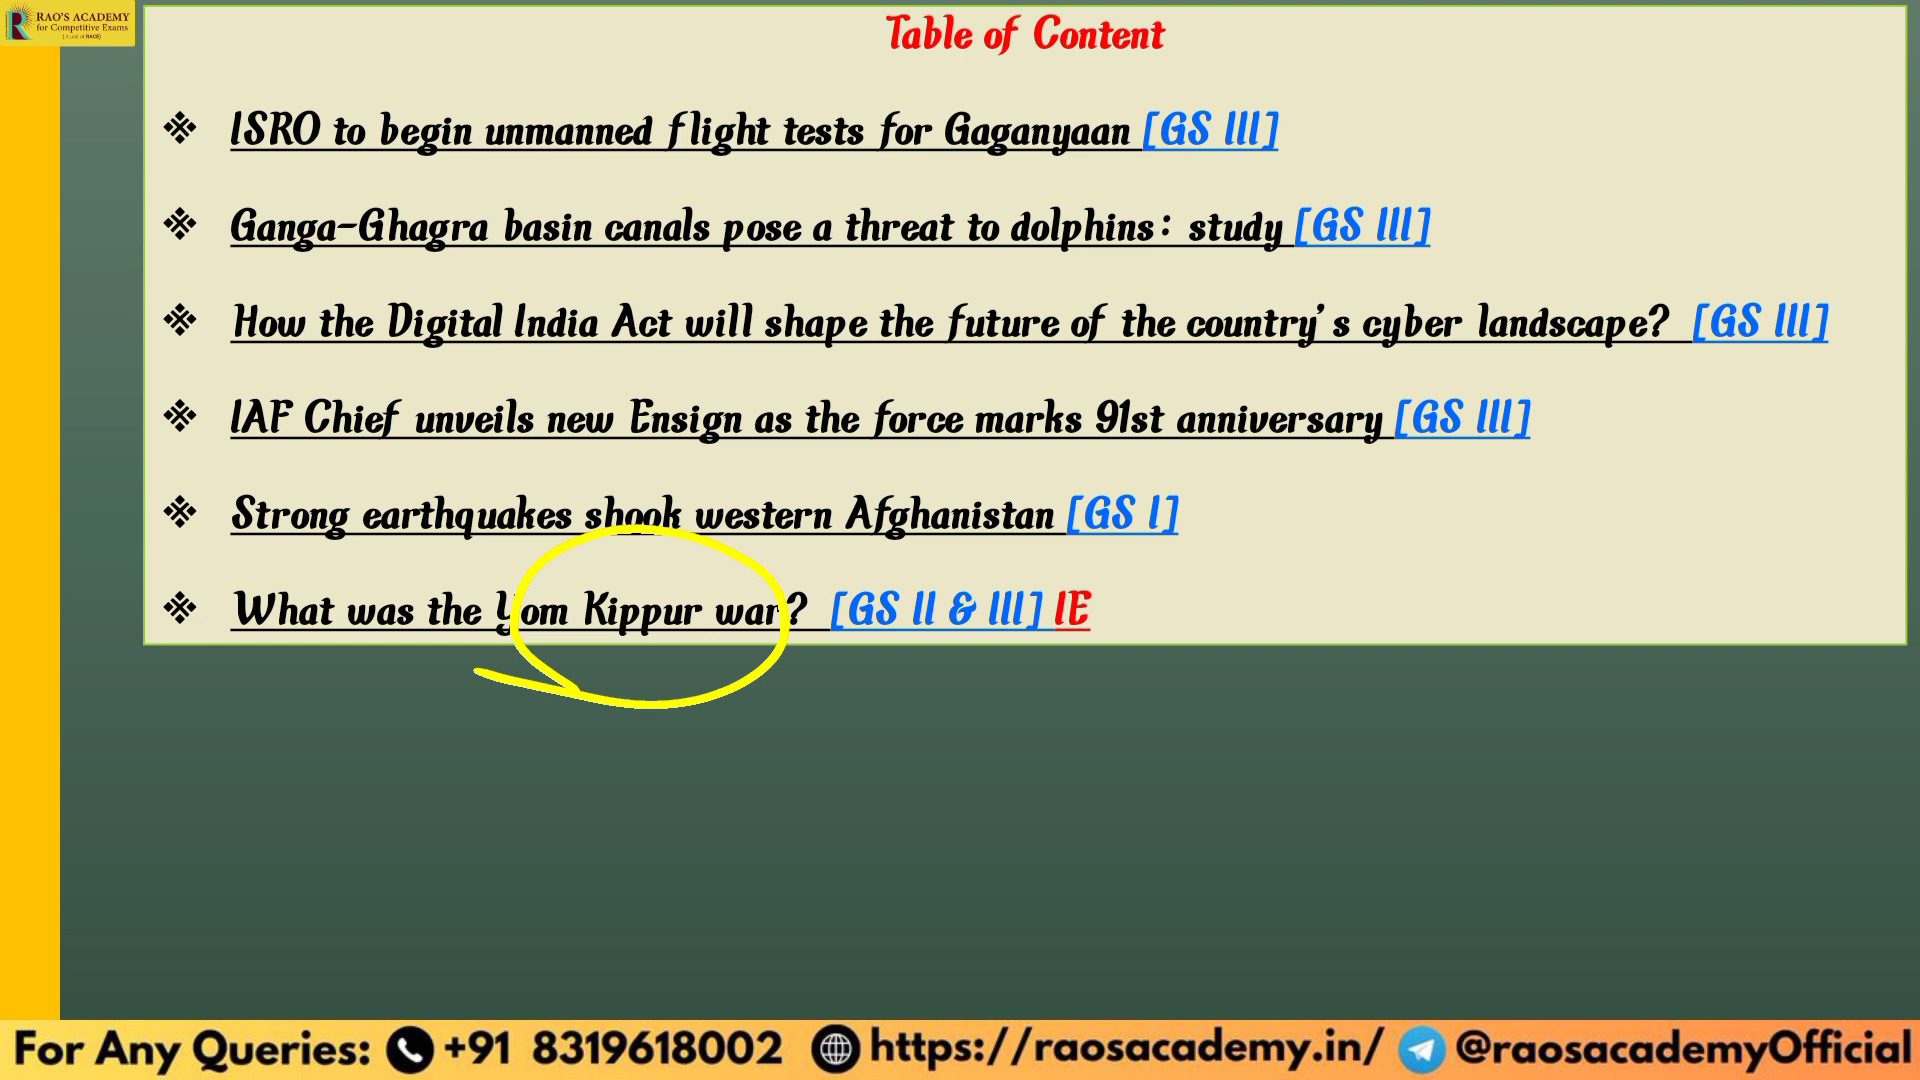 RAO'S ACADEMY
for Competitive Exams
(A unit of RACE)
Table of Content
❖ ISRO to begin unmanned flight tests for Gaganyaan [GS III]
❖ Ganga-Ghagra basin canals pose a threat to dolphins: study [GS III]
❖ How the Digital India Act will shape the future of the country's cyber landscape? [GS III]
❖ IAF Chief unveils new Ensign as the force marks 91st anniversary [GS III]
❖ Strong earthquakes shook western Afghanistan [GS I]
❖ What was the Yom Kippur war? [GS II & III] IE
For Any Queries: +91 8319618002 https://raosacademy.in/ @raosacademyOfficial